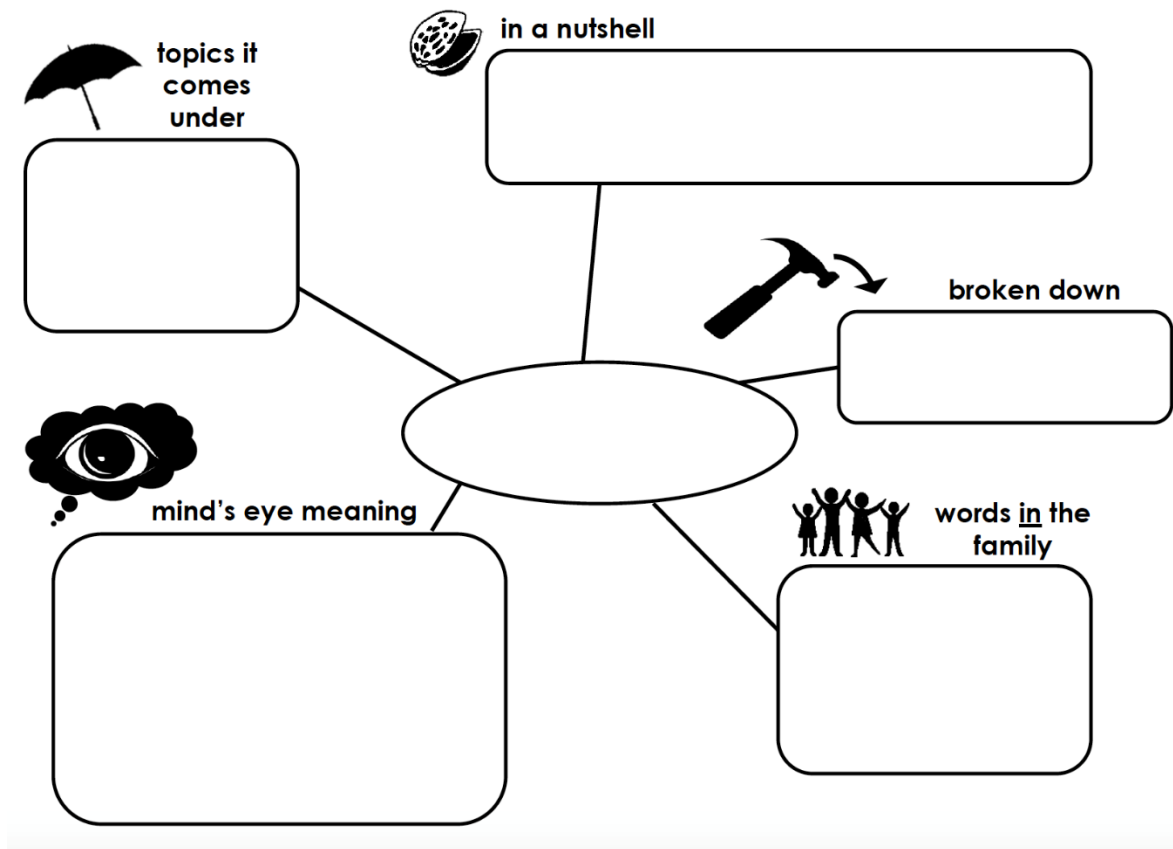 topics it
comes
under
in a nutshell
broken down
mind's eye meaning
words in the
family